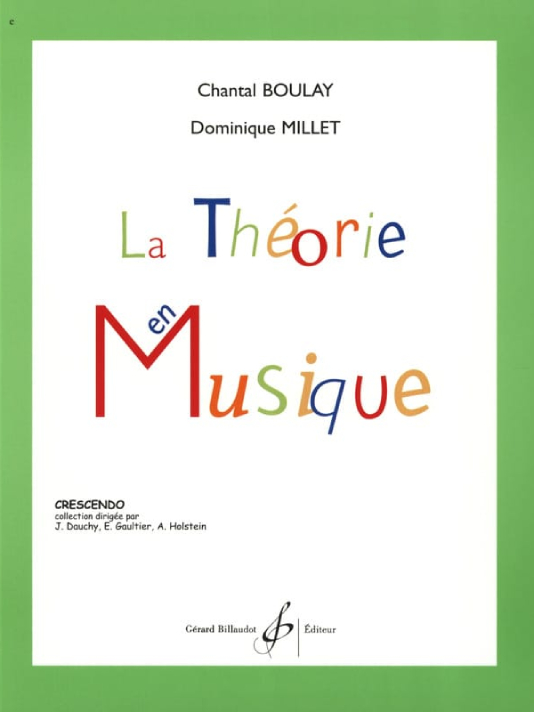 c
Chantal BOULAY
Dominique MILLET
La Théorie
en
Musique
CRESCENDO
collection dirigée par
J. Dauchy, E. Gaultier, A. Holstein
Gérard Billaudot Éditeur